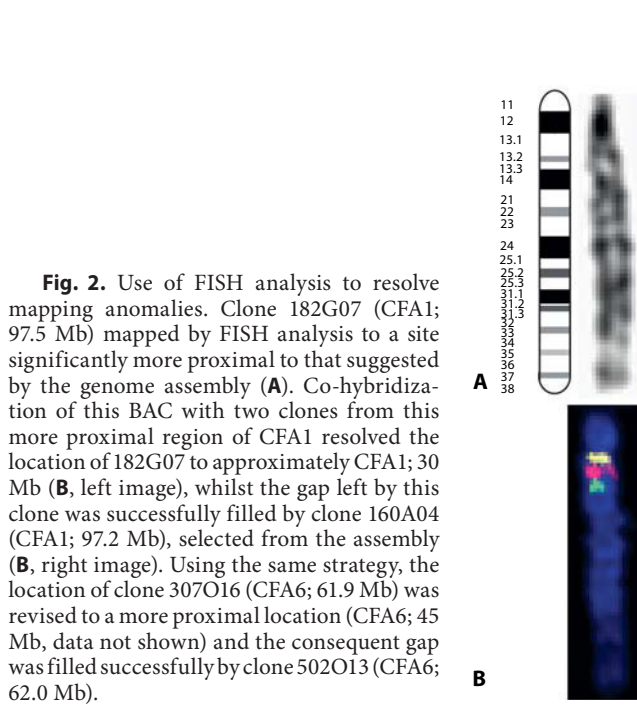 Fig. 2. Use of FISH analysis to resolve
mapping anomalies. Clone 182G07 (CFA1;
97.5 Mb) mapped by FISH analysis to a site
significantly more proximal to that suggested
by the genome assembly (A). Co-hybridiza-
tion of this BAC with two clones from this
more proximal region of CFA1 resolved the
location of 182G07 to approximately CFA1; 30
Mb (B, left image), whilst the gap left by this
clone was successfully filled by clone 160A04
(CFA1; 97.2 Mb), selected from the assembly
(B, right image). Using the same strategy, the
location of clone 307O16 (CFA6; 61.9 Mb) was
revised to a more proximal location (CFA6; 45
Mb, data not shown) and the consequent gap
was filled successfully by clone 502O13 (CFA6;
62.0 Mb).
11
12
13.1
13.2
13.3
14
21
22
23
24
25.1
25.2
25.3
31.1
31.2
31.3
32
33
34
35
36
37
38
A
B